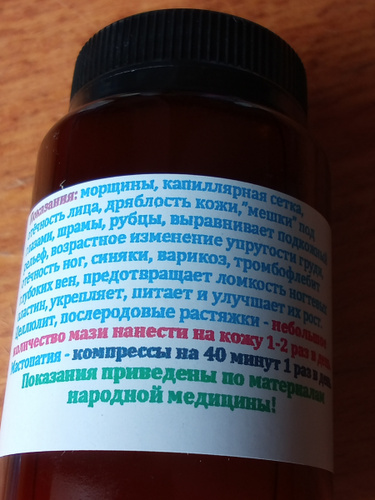 Показания: морщины, капиллярная сетка,
отёчность лица, дряблость кожи,"мешки" под
глазами, шрамы, рубцы, выравнивает подкожный
рельеф, возрастное изменение упругости груди,
отёчность ног, синяки, варикоз, тромбофлебит
глубоких вен, предотвращает ломкость ногтевых
пластин, укрепляет, питает и улучшает их рост.
Целлюлит, послеродовые растяжки - небольшое
количество мази нанести на кожу 1-2 раз в день.
Мастопатия - компрессы на 40 минут 1 раз в день.
Показания приведены по материалам
народной медицины!